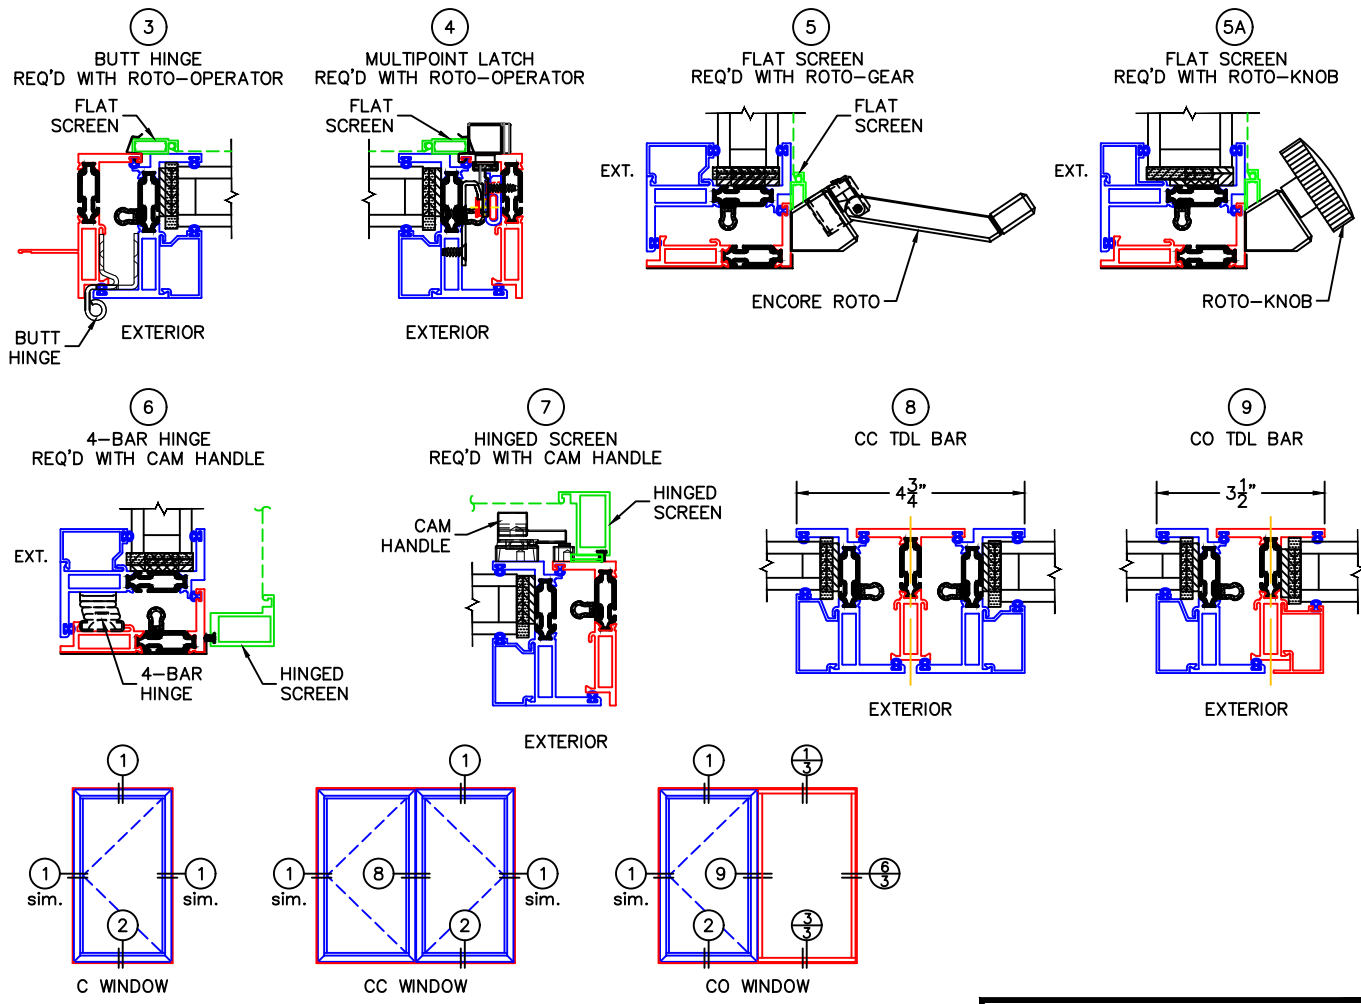 3
BUTT HINGE
REQ'D WITH ROTO-OPERATOR
FLAT
SCREEN
BUTT
HINGE
EXTERIOR
4
MULTIPOINT LATCH
REQ'D WITH ROTO-OPERATOR
FLAT
SCREEN
EXTERIOR
5
FLAT SCREEN
REQ'D WITH ROTO-GEAR
FLAT
SCREEN
EXT.
ENCORE ROTO
5A
FLAT SCREEN
REQ'D WITH ROTO-KNOB
EXT.
ROTO-KNOB
6
4-BAR HINGE
REQ'D WITH CAM HANDLE
EXT.
4-BAR
HINGE
HINGED
SCREEN
7
HINGED SCREEN
REQ'D WITH CAM HANDLE
HINGED
SCREEN
CAM
HANDLE
EXTERIOR
8
CC TDL BAR
4 3/4"
EXTERIOR
9
CO TDL BAR
3 1/2"
EXTERIOR
1
1
sim.
1
sim.
2
C WINDOW
1
1
sim.
8
1
sim.
2
CC WINDOW
1
1/3
1
sim.
9
6/3
2
3/3
CO WINDOW